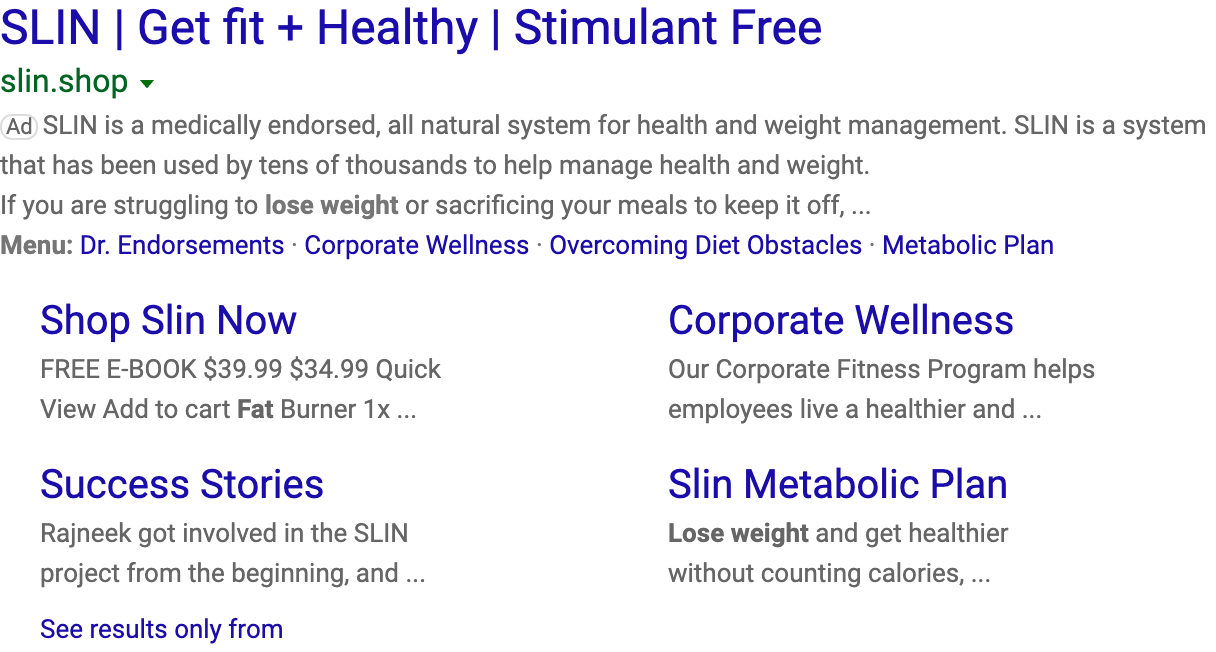 SLIN | Get fit + Healthy | Stimulant Free
slin.shop
Ad SLIN is a medically endorsed, all natural system for health and weight management. SLIN is a system
that has been used by tens of thousands to help manage health and weight.
If you are struggling to lose weight or sacrificing your meals to keep it off, ...
Menu: Dr. Endorsements · Corporate Wellness · Overcoming Diet Obstacles · Metabolic Plan
Shop Slin Now
FREE E-BOOK $39.99 $34.99 Quick
View Add to cart Fat Burner 1x ...
Corporate Wellness
Our Corporate Fitness Program helps
employees live a healthier and ...
Success Stories
Rajneek got involved in the SLIN
project from the beginning, and ...
Slin Metabolic Plan
Lose weight and get healthier
without counting calories, ...
See results only from